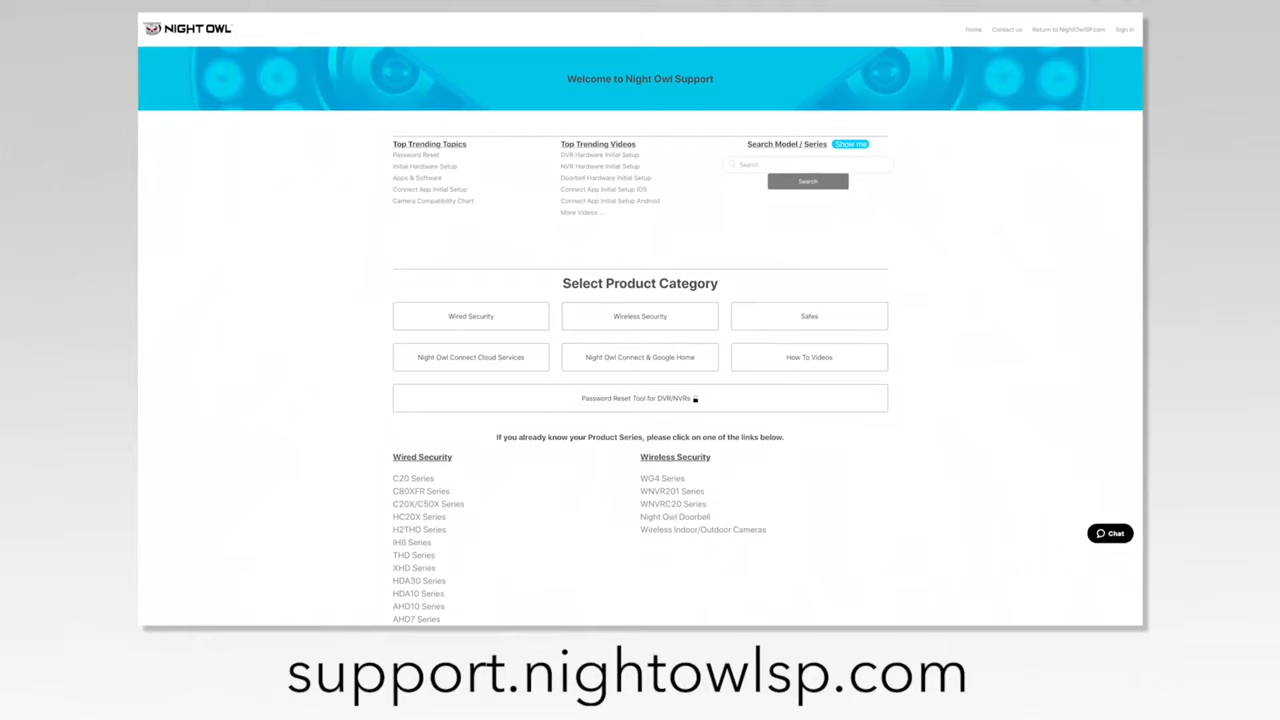 NIGHT OWL
Home Contact us Return to NightOwlSP.com Sign in
Welcome to Night Owl Support
Top Trending Topics
Password Reset
Initial Hardware Setup
Apps & Software
Connect App Initial Setup
Camera Compatibility Chart
Top Trending Videos
DVR Hardware Initial Setup
NVR Hardware Initial Setup
Doorbell Hardware Initial Setup
Connect App Initial Setup iOS
Connect App Initial Setup Android
More Videos ...
Search Model / Series Show me
Search
Search
Select Product Category
Wired Security
Wireless Security
Safes
Night Owl Connect Cloud Services
Night Owl Connect & Google Home
How To Videos
Password Reset Tool for DVR/NVRs
If you already know your Product Series, please click on one of the links below.
Wired Security
C20 Series
C80XFR Series
C20X/C50X Series
HC20X Series
H2THD Series
IH8 Series
THD Series
XHD Series
HDA30 Series
HDA10 Series
AHD10 Series
AHD7 Series
Wireless Security
WG4 Series
WNVR201 Series
WNVRC20 Series
Night Owl Doorbell
Wireless Indoor/Outdoor Cameras
Chat
support.nightowlsp.com